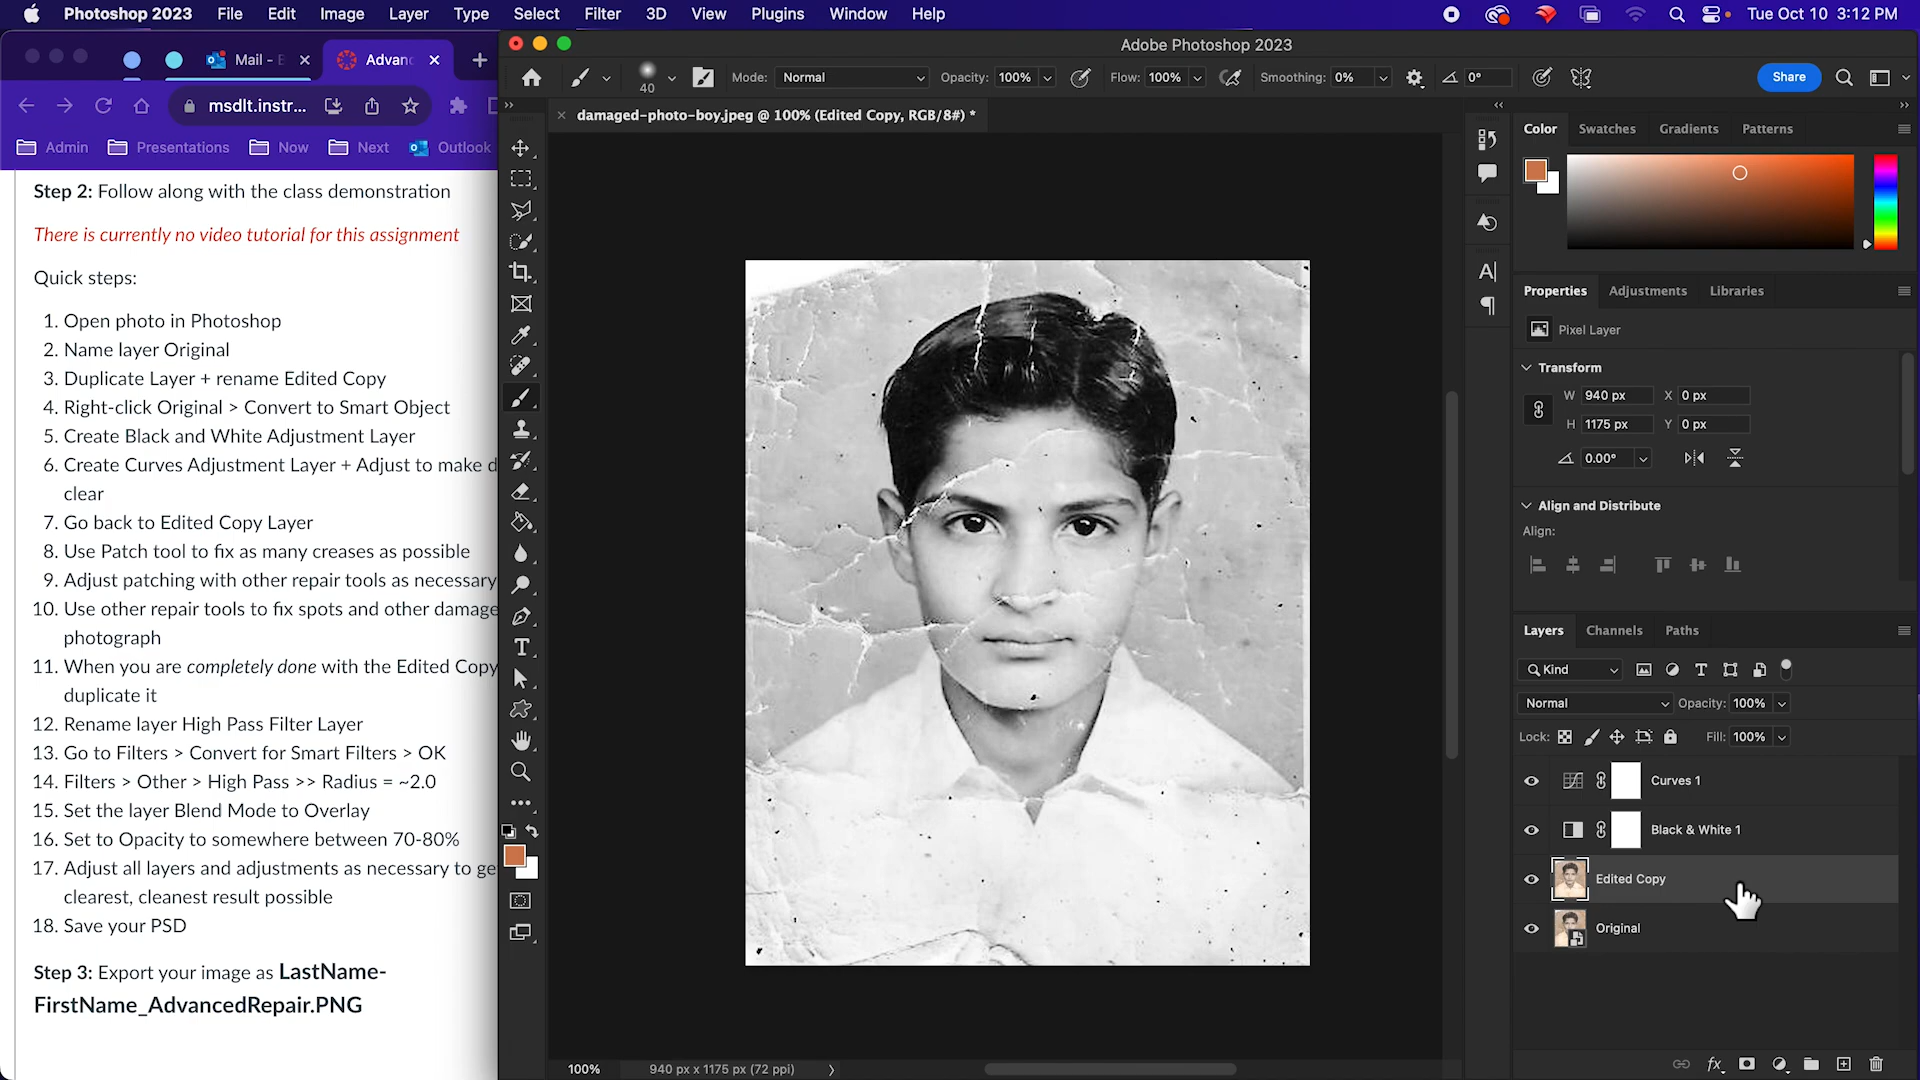 Photoshop 2023 File Edit Image Layer Type Select Filter 3D View Plugins Window Help Tue Oct 10 3:12 PM
Mail - Advan
Adobe Photoshop 2023
40 Mode: Normal Opacity: 100% Flow: 100% Smoothing: 0% 0° Share
msdlt.instr...
damaged-photo-boy.jpeg @ 100% (Edited Copy, RGB/8#) *
Admin Presentations Now Next Outlook
Step 2: Follow along with the class demonstration
There is currently no video tutorial for this assignment
Quick steps:
1. Open photo in Photoshop
2. Name layer Original
3. Duplicate Layer + rename Edited Copy
4. Right-click Original > Convert to Smart Object
5. Create Black and White Adjustment Layer
6. Create Curves Adjustment Layer + Adjust to make d
clear
7. Go back to Edited Copy Layer
8. Use Patch tool to fix as many creases as possible
9. Adjust patching with other repair tools as necessary
10. Use other repair tools to fix spots and other damage
photograph
11. When you are completely done with the Edited Copy
duplicate it
12. Rename layer High Pass Filter Layer
13. Go to Filters > Convert for Smart Filters > OK
14. Filters > Other > High Pass >> Radius = ~2.0
15. Set the layer Blend Mode to Overlay
16. Set to Opacity to somewhere between 70-80%
17. Adjust all layers and adjustments as necessary to ge
clearest, cleanest result possible
18. Save your PSD
Step 3: Export your image as LastName-
FirstName_AdvancedRepair.PNG
Color Swatches Gradients Patterns
Properties Adjustments Libraries
Pixel Layer
Transform
W 940 px X 0 px
H 1175 px Y 0 px
0.00°
Align and Distribute
Align:
Layers Channels Paths
Kind
Normal Opacity: 100%
Lock: Fill: 100%
Curves 1
Black & White 1
Edited Copy
Original
100% 940 px x 1175 px (72 ppi)